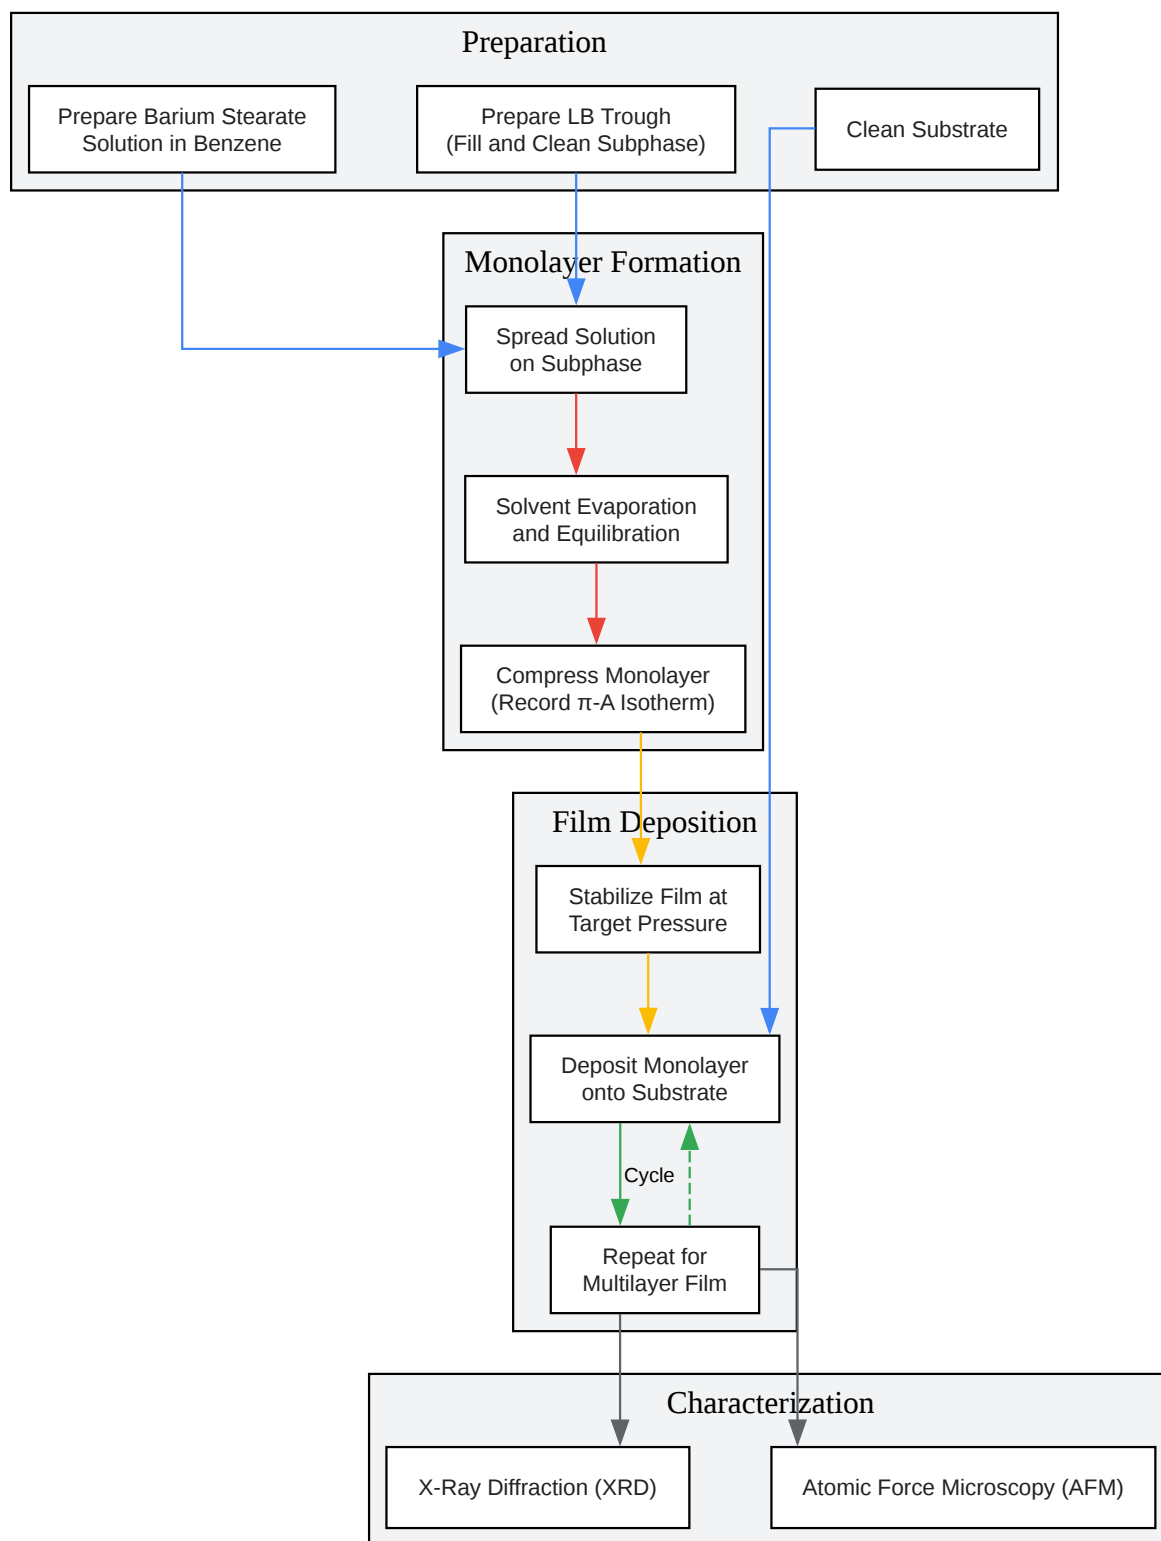 Preparation
Prepare Barium Stearate
Solution in Benzene
Prepare LB Trough
(Fill and Clean Subphase)
Clean Substrate
Monolayer Formation
Spread Solution
on Subphase
Solvent Evaporation
and Equilibration
Compress Monolayer
(Record π-A Isotherm)
Film Deposition
Stabilize Film at
Target Pressure
Deposit Monolayer
onto Substrate
Cycle
Repeat for
Multilayer Film
Characterization
X-Ray Diffraction (XRD)
Atomic Force Microscopy (AFM)